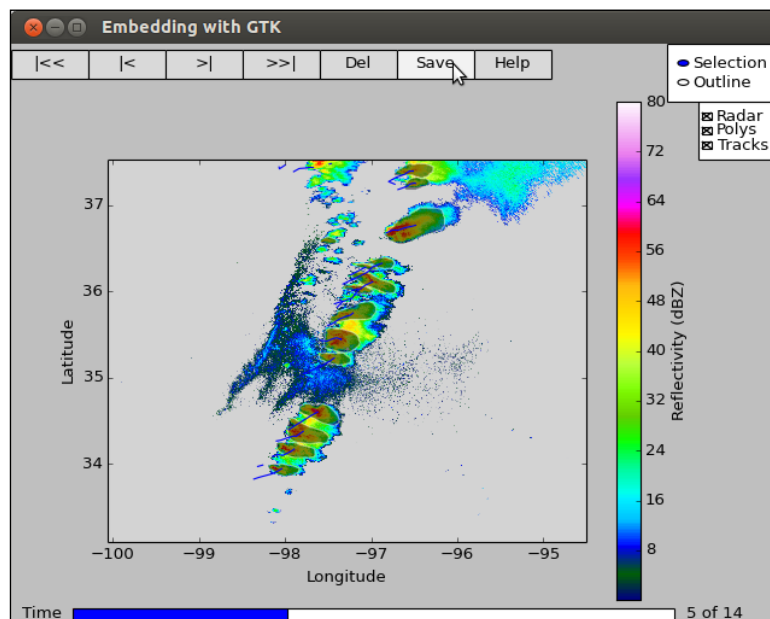 Embedding with GTK
|<< |< >| >>| Del Save Help
Selection
Outline
Radar
Polys
Tracks
80
72
64
56
48
40
32
24
16
8
Reflectivity (dBZ)
37
36
35
34
Latitude
−100 −99 −98 −97 −96 −95
Longitude
Time 5 of 14